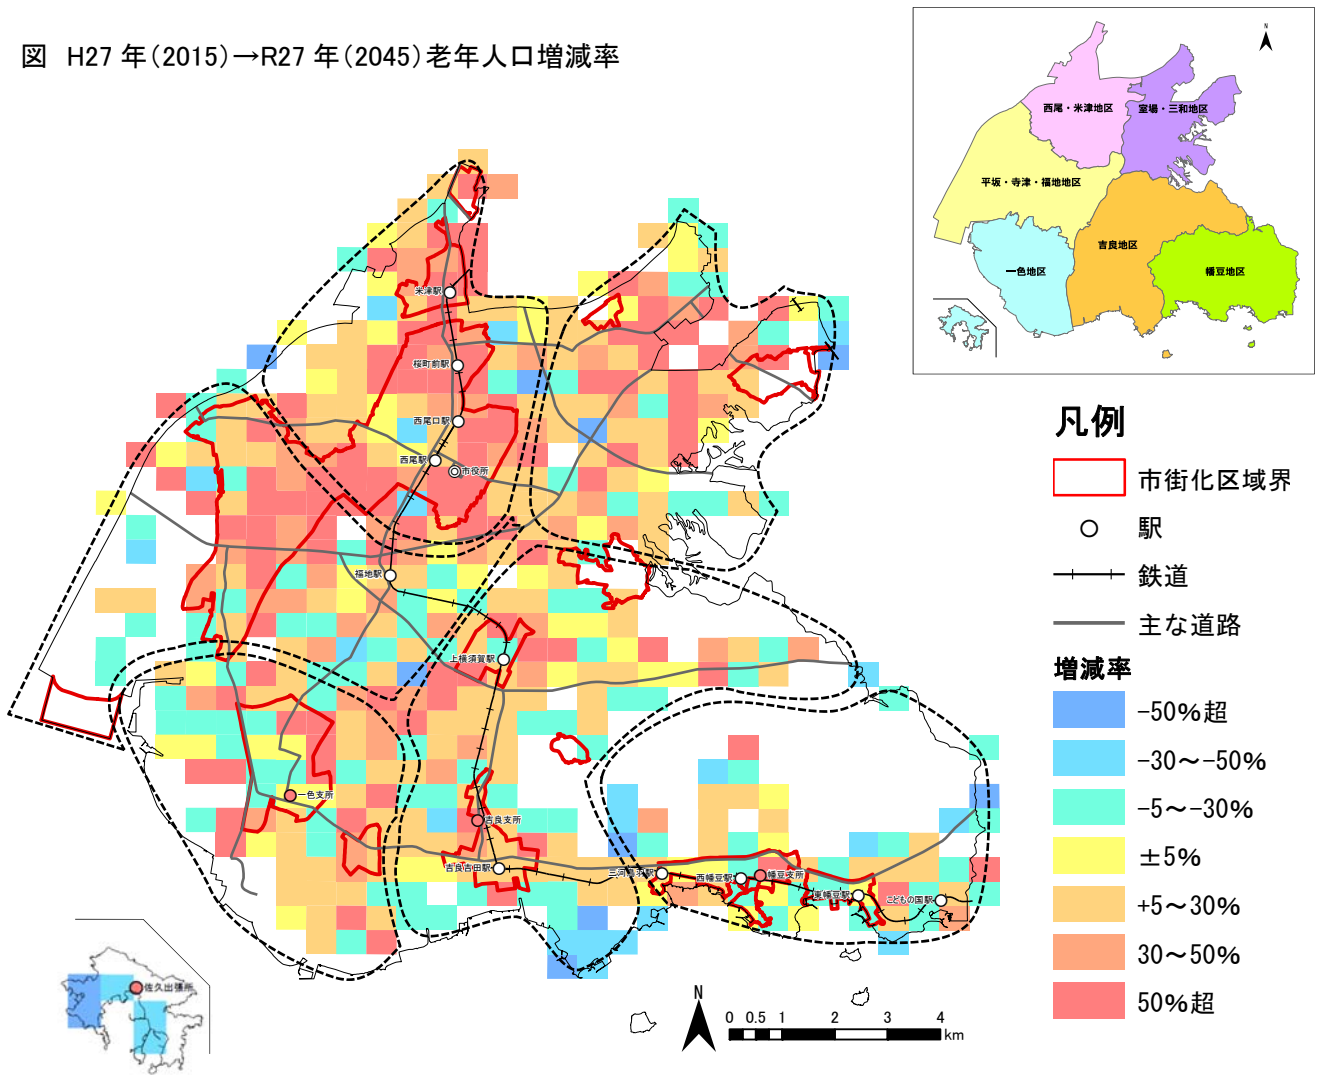 図 H27年(2015)→R27年(2045)老年人口増減率
N
西尾・米津地区
室場・三和地区
平坂・寺津・福地地区
吉良地区
一色地区
幡豆地区
米津駅
桜町前駅
西尾口駅
西尾駅
市役所
福地駅
上横須賀駅
一色支所
吉良支所
吉良吉田駅
三河鳥羽駅
西幡豆駅
幡豆支所
東幡豆駅
こどもの国駅
佐久出張所
凡例
市街化区域界
駅
鉄道
主な道路
増減率
-50%超
-30~-50%
-5~-30%
±5%
+5~30%
30~50%
50%超
N
0 0.5 1 2 3 4
km